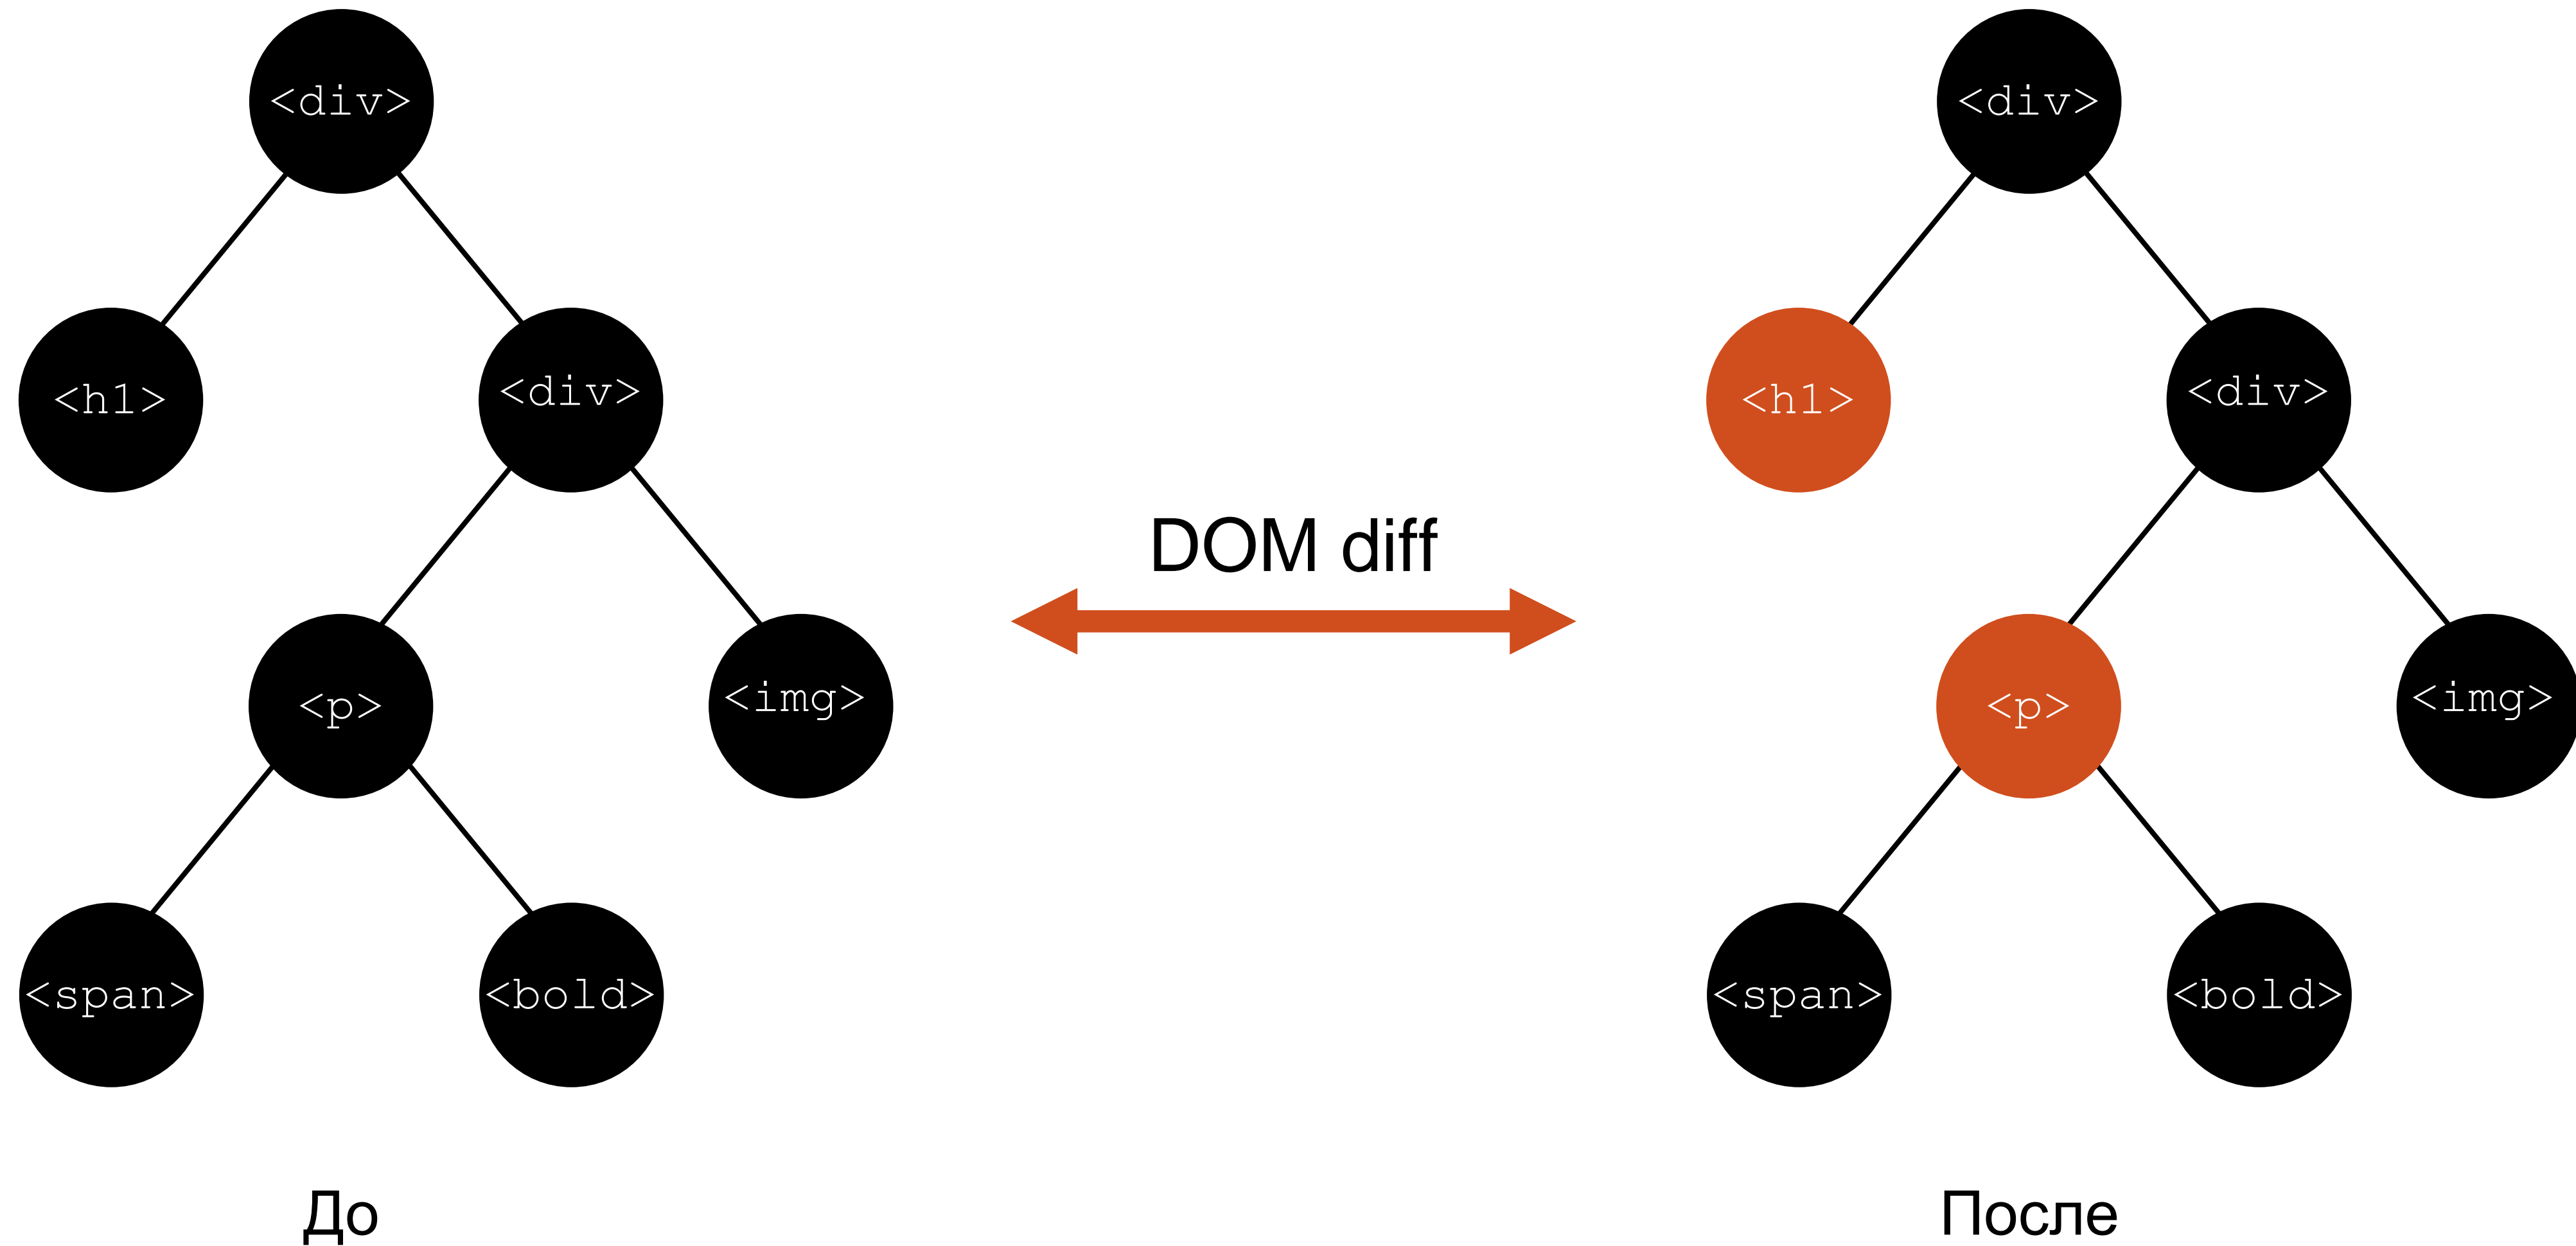 <div>
<h1>
<div>
<p>
<img>
<span>
<bold>
До
DOM diff
<div>
<h1>
<div>
<p>
<img>
<span>
<bold>
После